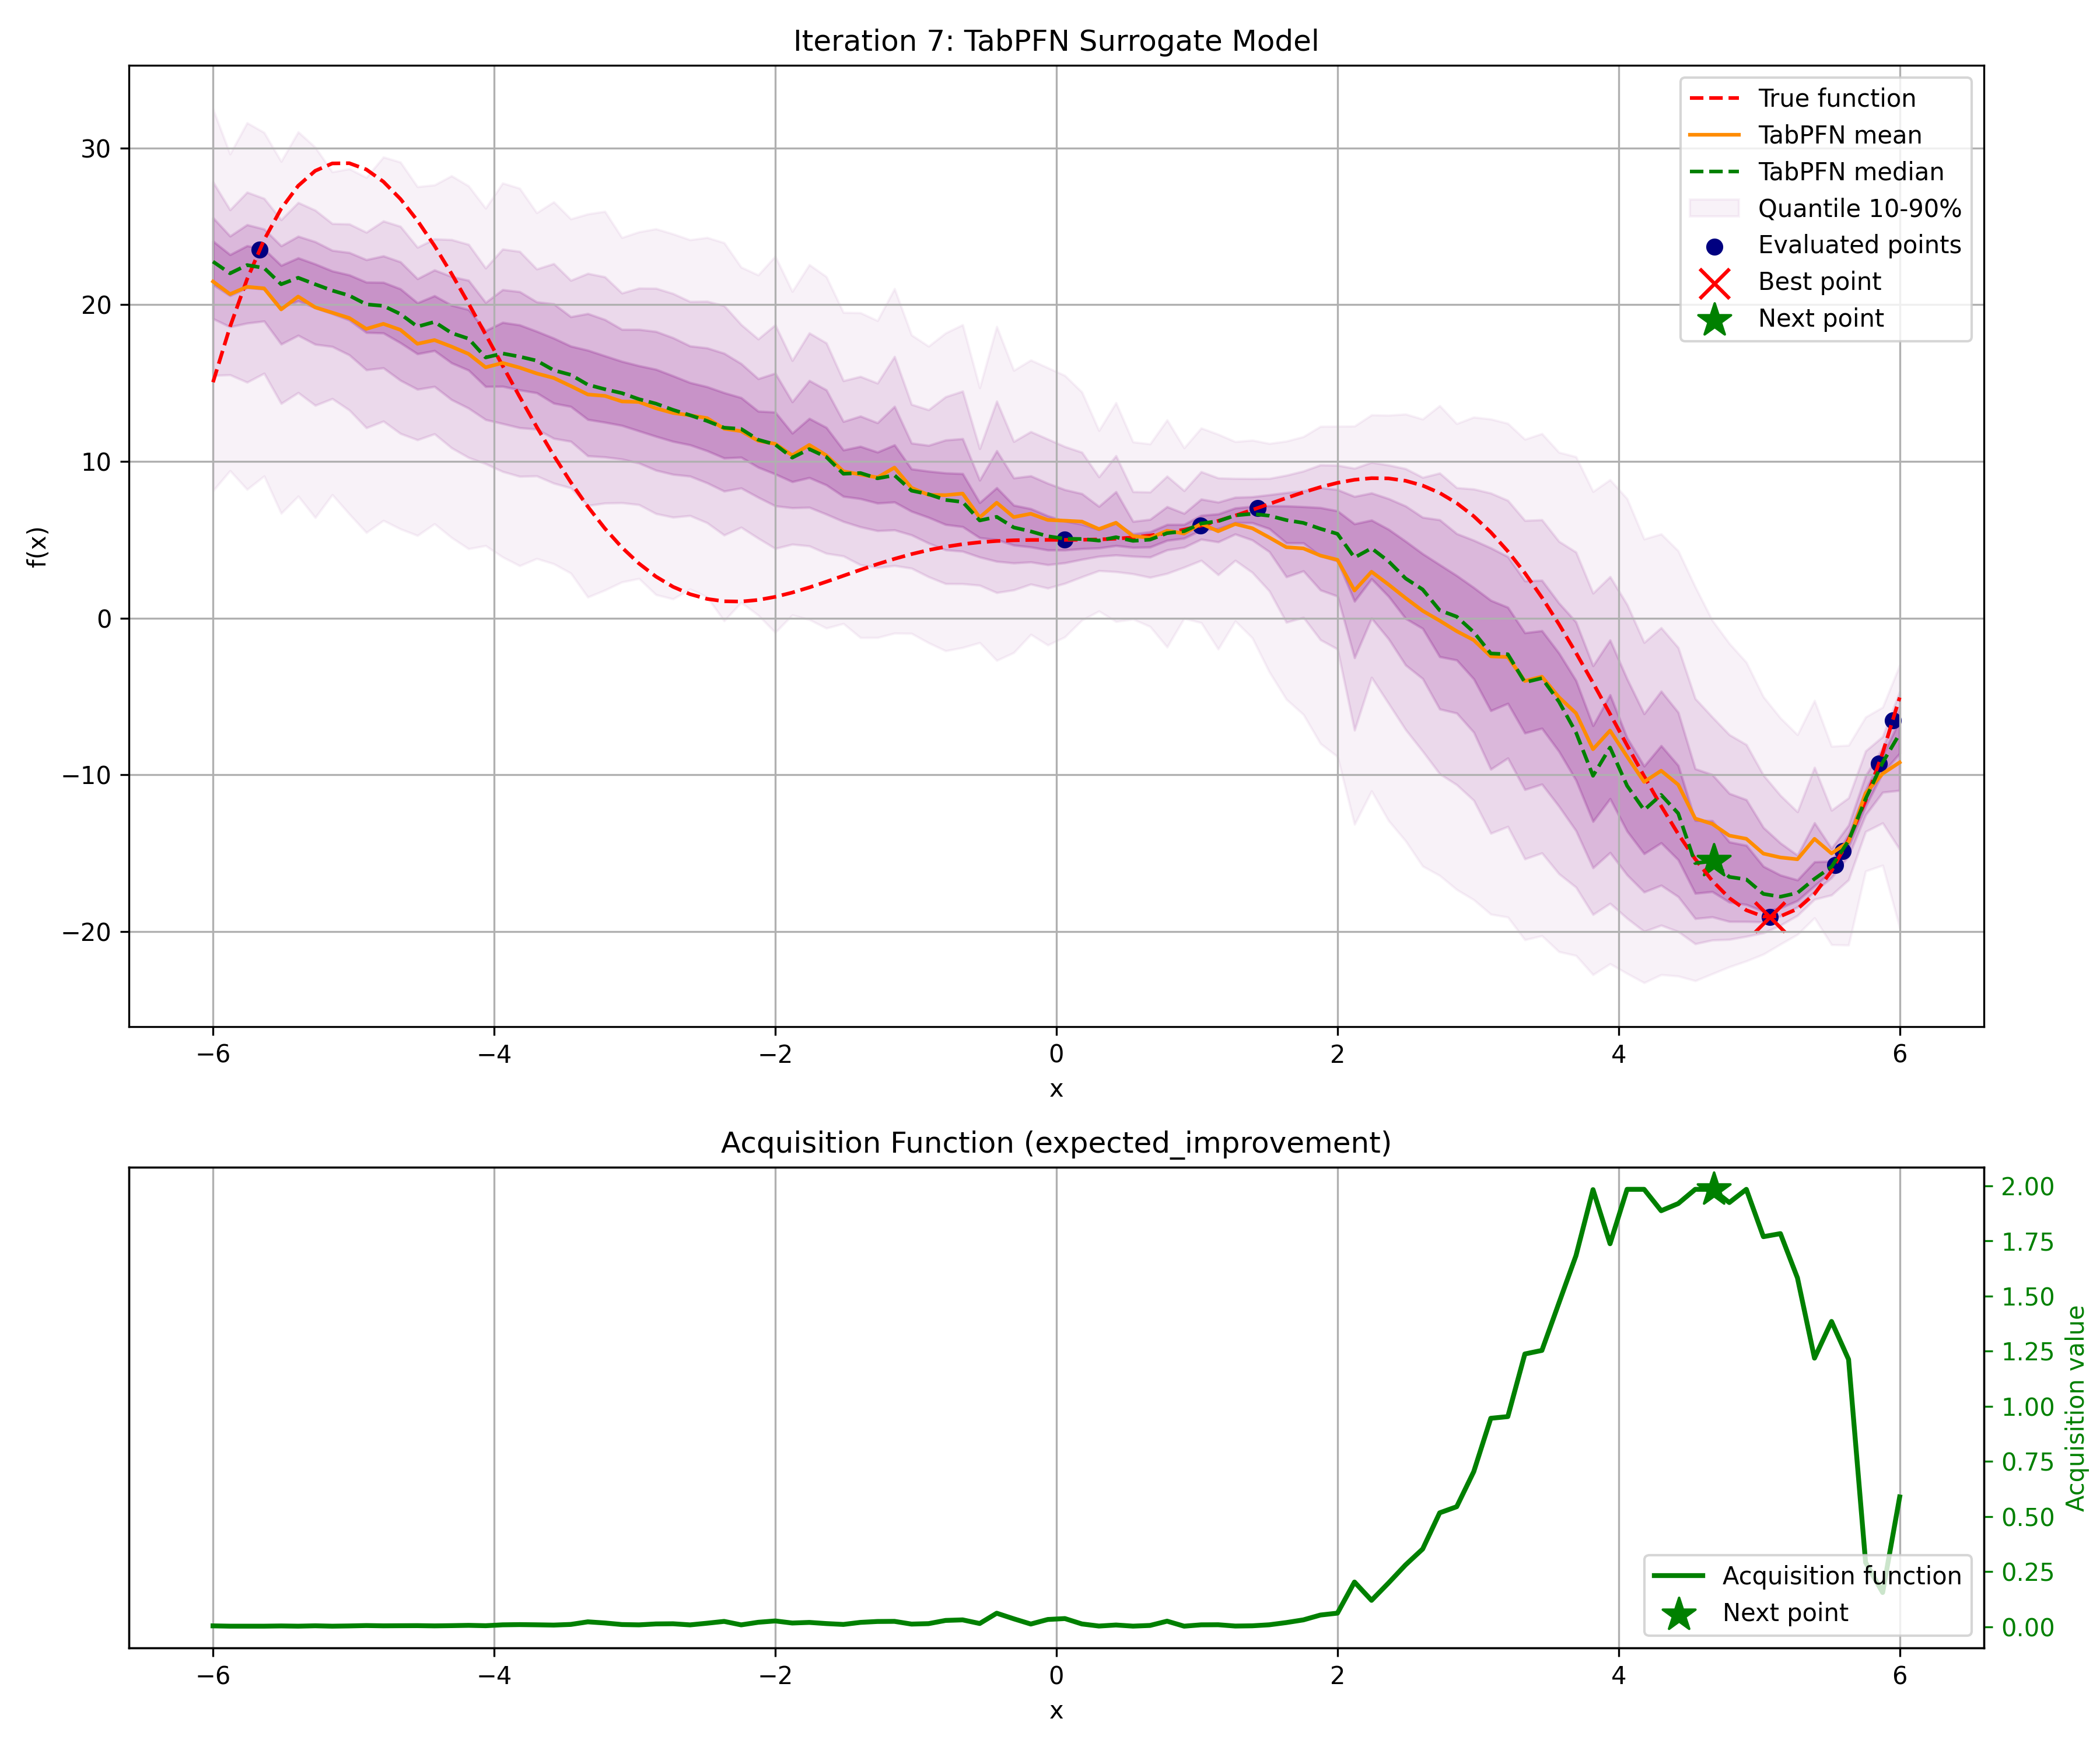 Iteration 7: TabPFN Surrogate Model
True function
TabPFN mean
TabPFN median
Quantile 10-90%
Evaluated points
Best point
Next point
f(x)
30
20
10
0
−10
−20
−6 −4 −2 0 2 4 6
x
Acquisition Function (expected_improvement)
2.00
1.75
1.50
1.25
1.00
0.75
0.50
0.25
0.00
Acquisition value
Acquisition function
Next point
−6 −4 −2 0 2 4 6
x